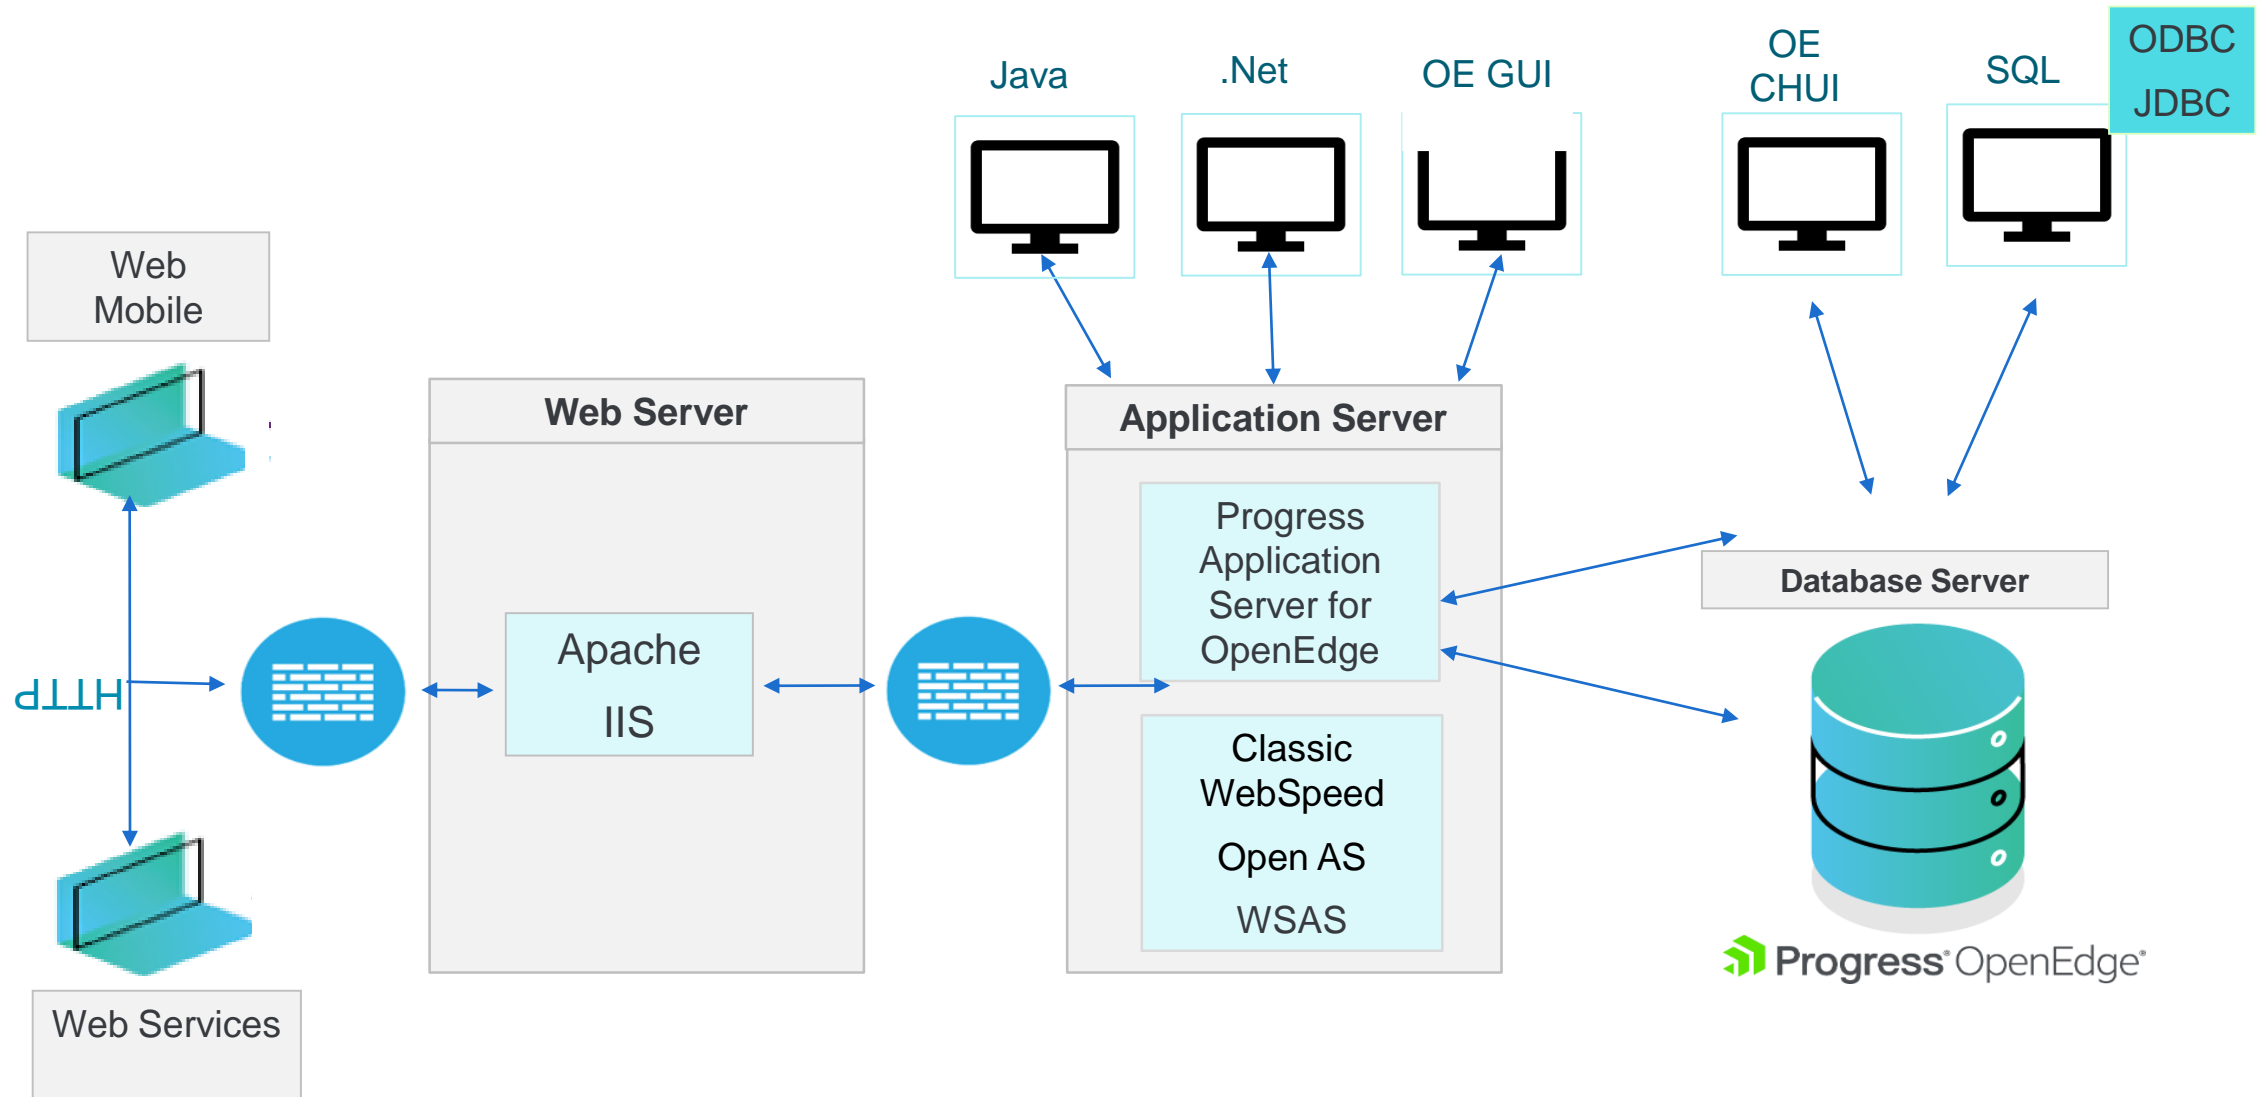 Java
.Net
OE GUI
OE
CHUI
SQL
ODBC
JDBC
Web
Mobile
HTTP
Web Services
Web Server
Apache
IIS
Application Server
Progress
Application
Server for
OpenEdge
Classic
WebSpeed
Open AS
WSAS
Database Server
Progress® OpenEdge®